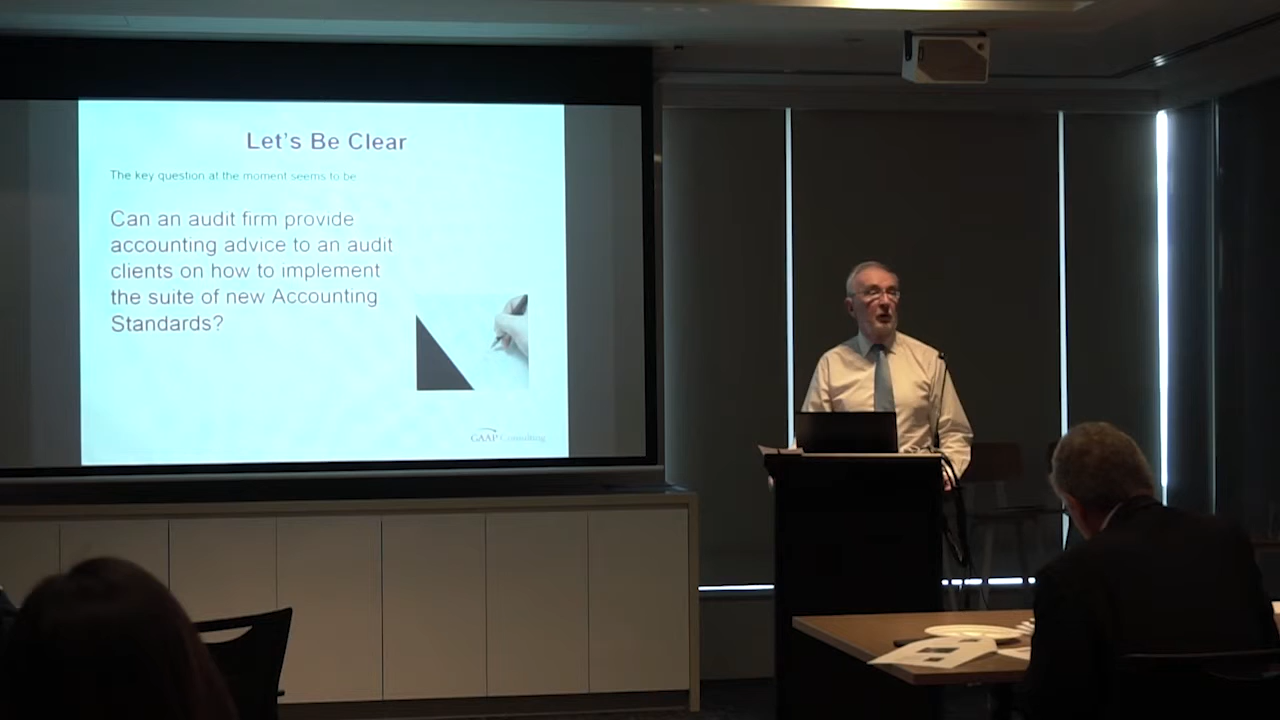 Let's Be Clear
The key question at the moment seems to be
Can an audit firm provide
accounting advice to an audit
clients on how to implement
the suite of new Accounting
Standards?
GAAP Consulting